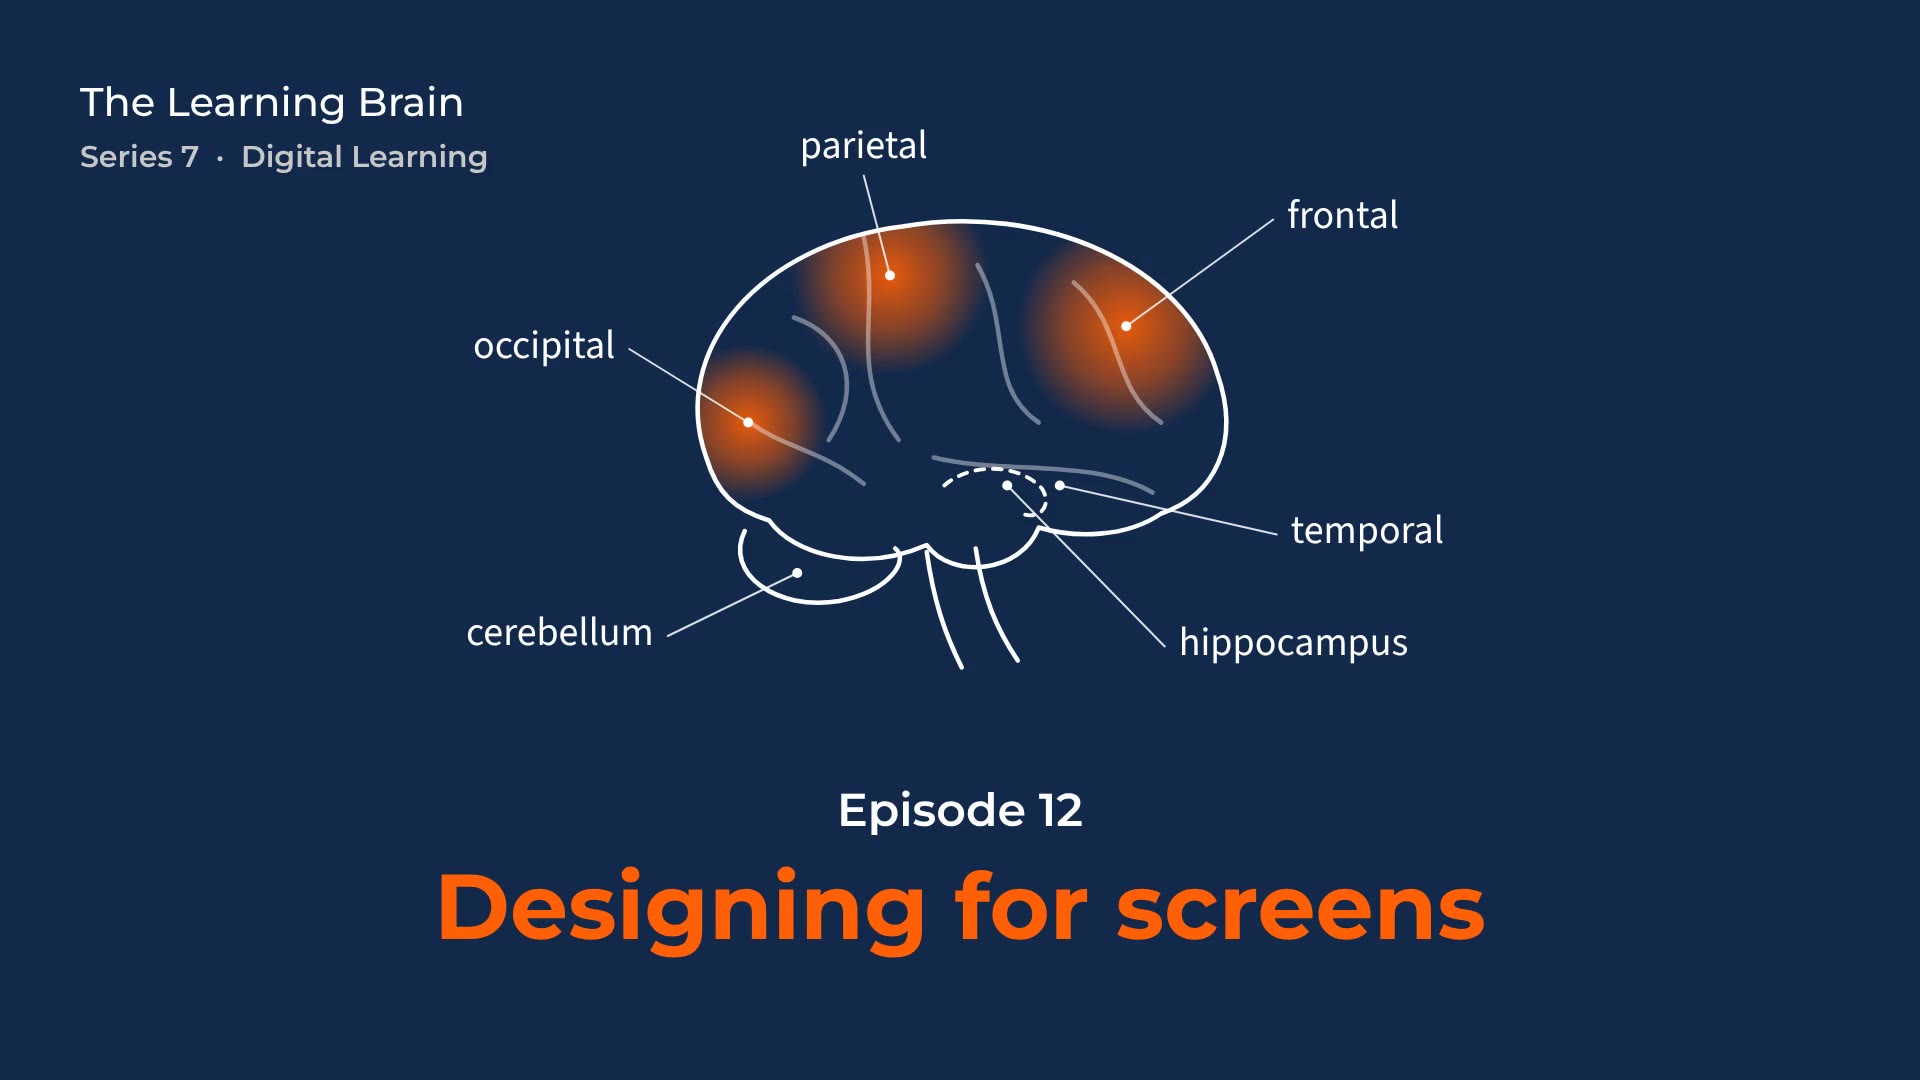 The Learning Brain
Series 7 · Digital Learning
parietal
frontal
occipital
temporal
cerebellum
hippocampus
Episode 12
Designing for screens